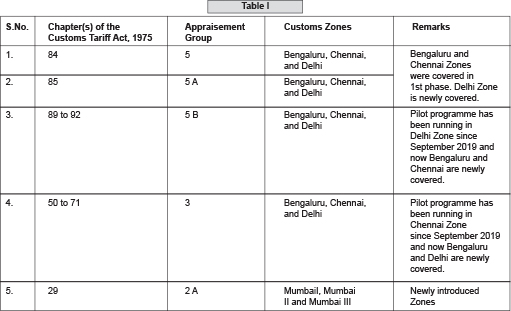 Table I
S.No. Chapter(s) of the Customs Tariff Act, 1975 Appraisement Group Customs Zones Remarks
1. 84 5 Bengaluru, Chennai, and Delhi
2. 85 5 A Bengaluru, Chennai, and Delhi
Bengaluru and
Chennai Zones
were covered in
1st phase. Delhi Zone
is newly covered.
3. 89 to 92 5 B Bengaluru, Chennai, and Delhi
Pilot programme has
been running in
Delhi Zone since
September 2019 and
now Bengaluru and
Chennai are newly
covered.
4. 50 to 71 3 Bengaluru, Chennai, and Delhi
Pilot programme has
been running in
Chennai Zone
since September 2019
and now Bengaluru
and Delhi are newly
covered.
5. 29 2 A Mumbail, Mumbai II and Mumbai III
Newly introduced
Zones